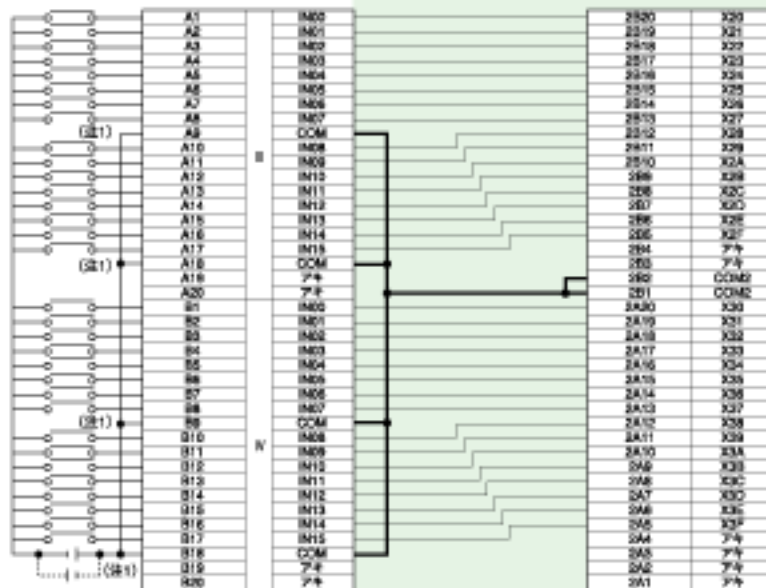 A1 IN00 2B20 X20
A2 IN01 2B19 X21
A3 IN02 2B18 X22
A4 IN03 2B17 X23
A5 IN04 2B16 X24
A6 IN05 2B15 X25
A7 IN06 2B14 X26
A8 IN07 2B13 X27
(注1) A9 COM 2B12 X28
A10 IN08 2B11 X29
A11 IN09 2B10 X2A
A12 III IN10 2B9 X2B
A13 IN11 2B8 X2C
A14 IN12 2B7 X2D
A15 IN13 2B6 X2E
A16 IN14 2B5 X2F
A17 IN15 2B4 アキ
(注1) A18 COM 2B3 アキ
A19 アキ 2B2 COM2
A20 アキ 2B1 COM2
B1 IN00 2A20 X30
B2 IN01 2A19 X31
B3 IN02 2A18 X32
B4 IN03 2A17 X33
B5 IN04 2A16 X34
B6 IN05 2A15 X35
B7 IN06 2A14 X36
B8 IN07 2A13 X37
(注1) B9 COM 2A12 X38
B10 IN08 2A11 X39
B11 IV IN09 2A10 X3A
B12 IN10 2A9 X3B
B13 IN11 2A8 X3C
B14 IN12 2A7 X3D
B15 IN13 2A6 X3E
B16 IN14 2A5 X3F
B17 IN15 2A4 アキ
B18 COM 2A3 アキ
(注1) B19 アキ 2A2 アキ
B20 アキ 2A1 アキ